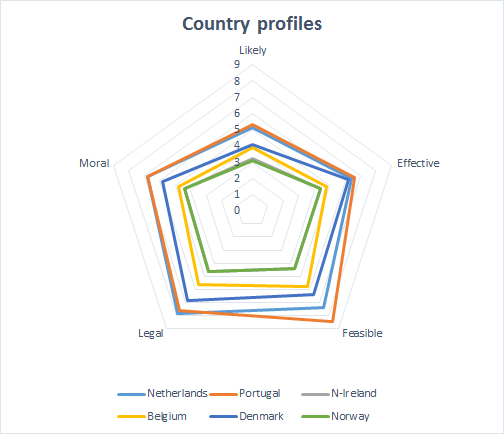 Country profiles
Likely
9
8
7
6
5
4
3
2
1
0
Moral
Effective
Legal
Feasible
Netherlands Portugal N-Ireland
Belgium Denmark Norway